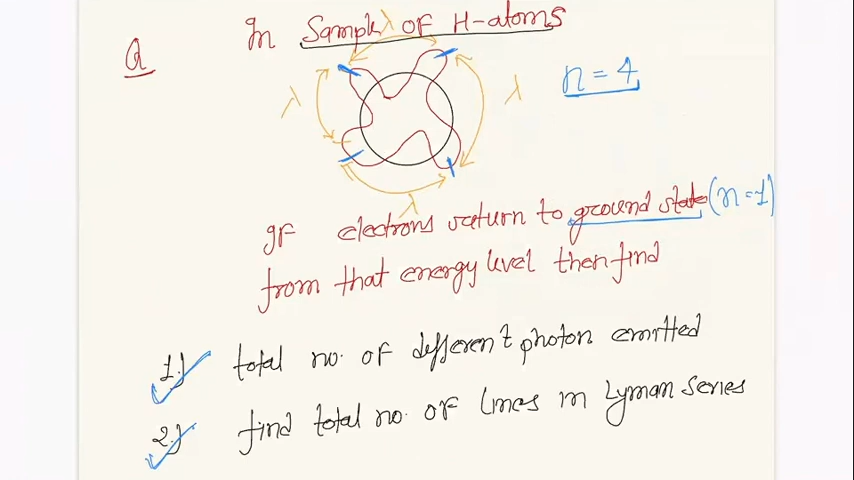 Q In Sample of H-atoms
λ
n = 4
λ
λ
λ
If electrons return to ground state (n=1)
from that energy level then find
1.) total no. of different photon emitted
2.) find total no. of lines in Lyman Series